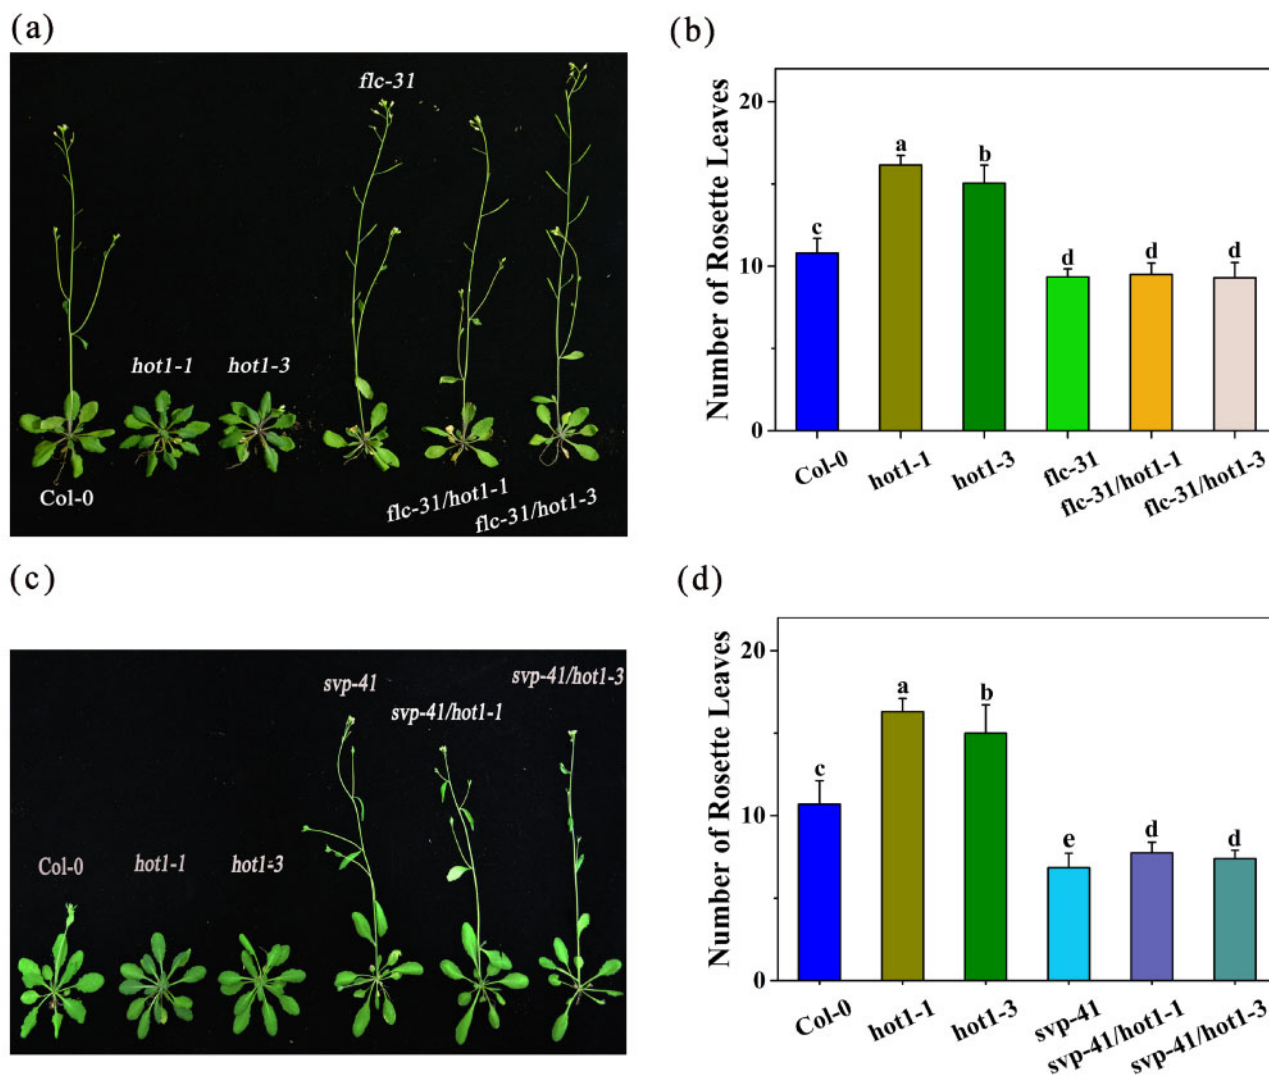 (a)
flc-31
hot1-1
hot1-3
Col-0
flc-31/hot1-1
flc-31/hot1-3
(b)
Number of Rosette Leaves
20
10
0
c
a
b
d
d
d
Col-0
hot1-1
hot1-3
flc-31
flc-31/hot1-1
flc-31/hot1-3
(c)
svp-41
svp-41/hot1-1
svp-41/hot1-3
Col-0
hot1-1
hot1-3
(d)
Number of Rosette Leaves
20
10
0
c
a
b
e
d
d
Col-0
hot1-1
hot1-3
svp-41
svp-41/hot1-1
svp-41/hot1-3